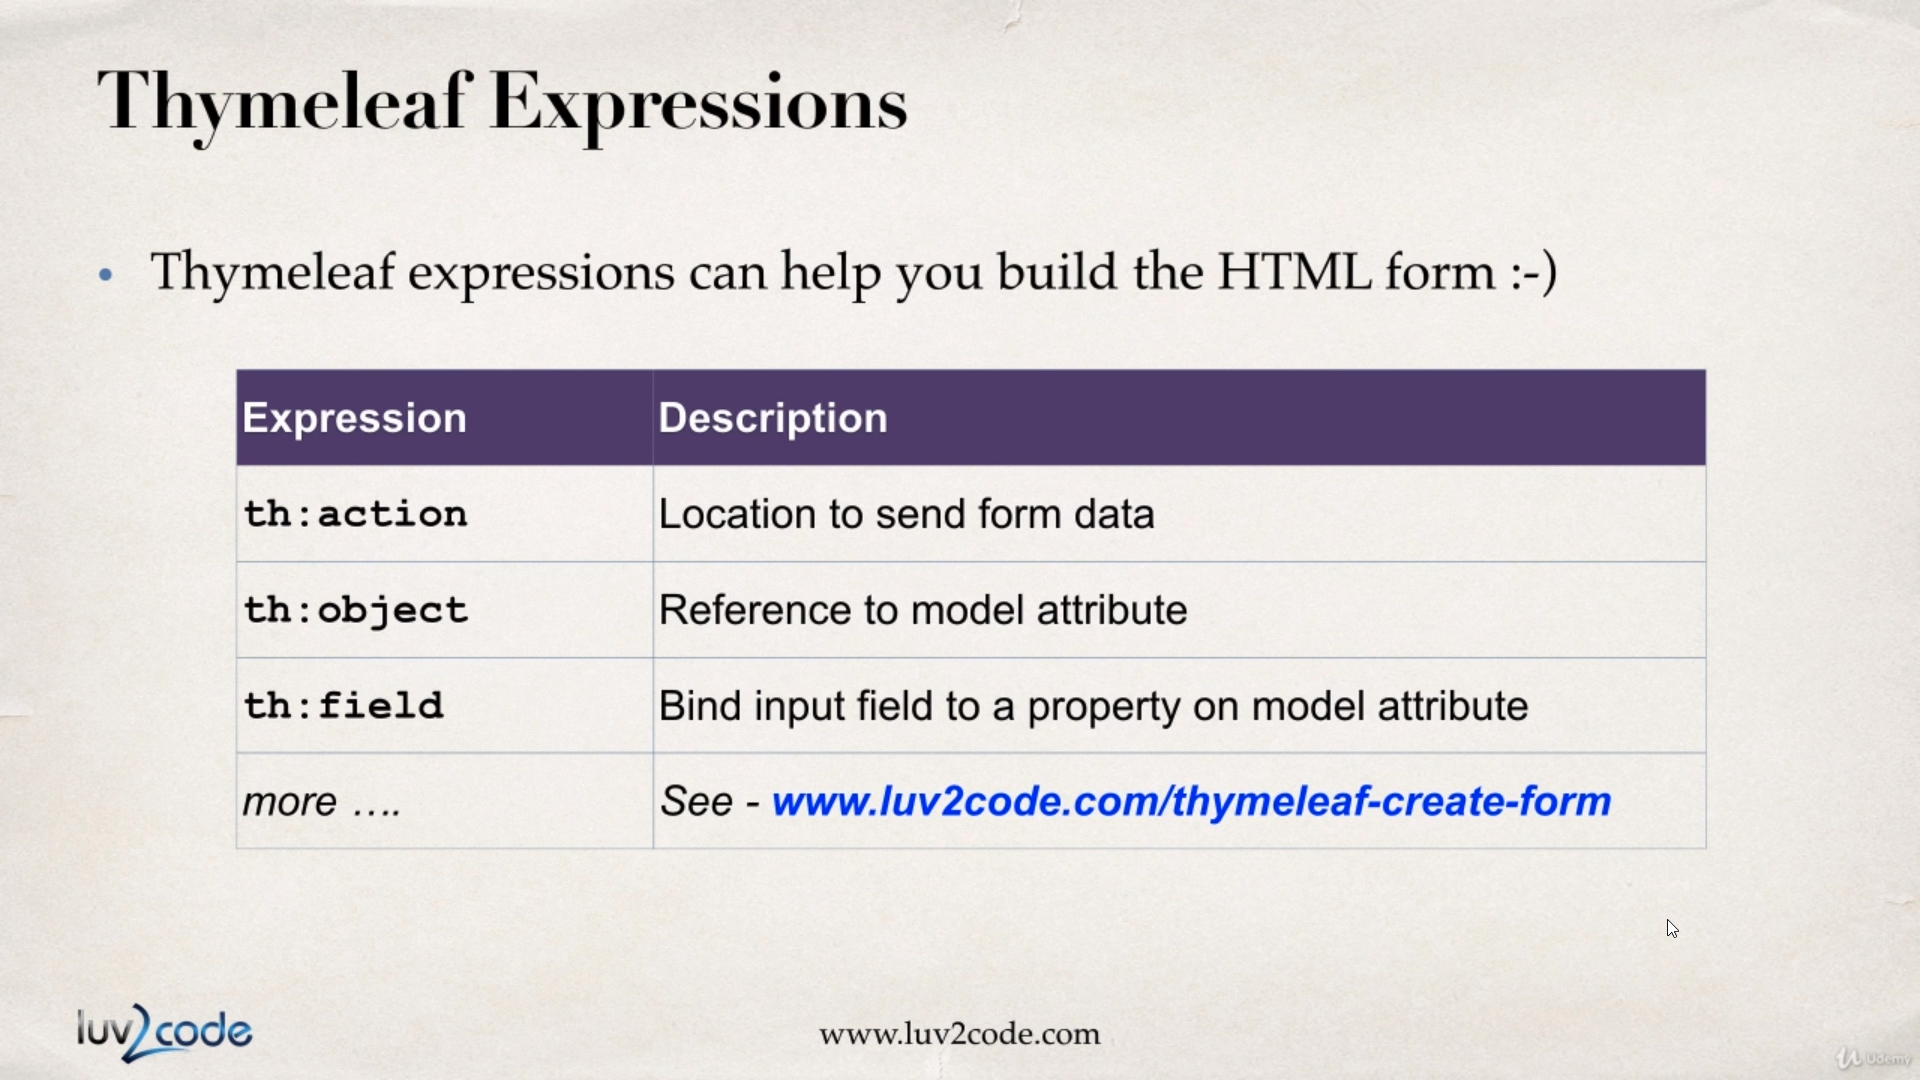 Thymeleaf Expressions
• Thymeleaf expressions can help you build the HTML form :-)
Expression Description
th:action Location to send form data
th:object Reference to model attribute
th:field Bind input field to a property on model attribute
more …. See - www.luv2code.com/thymeleaf-create-form
luv2code www.luv2code.com Udemy